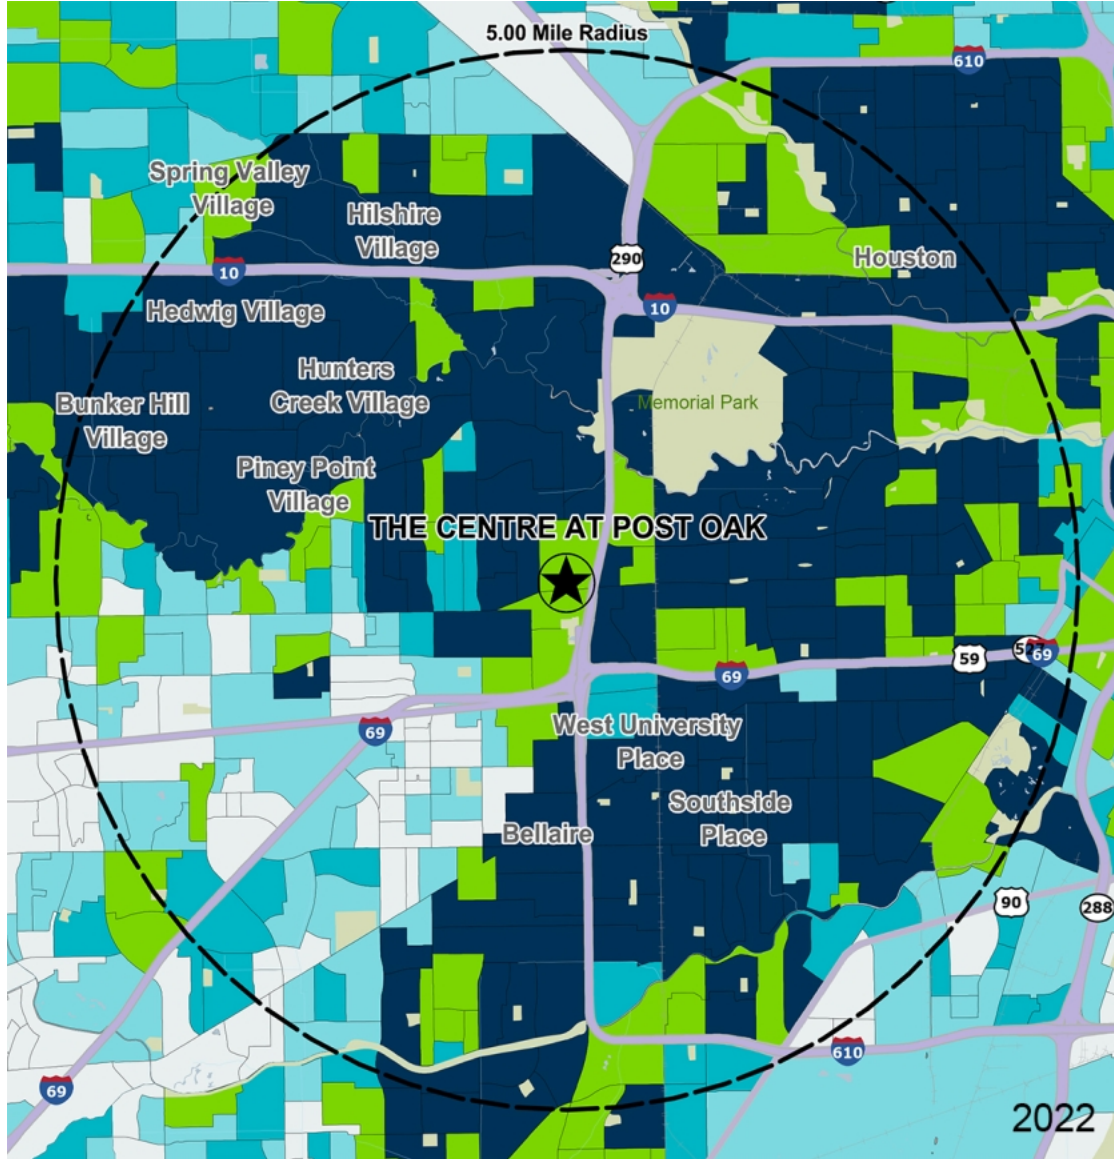 5.00 Mile Radius
610
Spring Valley
Village
Hilshire
Village
290
Houston
10
Hedwig Village
10
Hunters
Creek Village
Bunker Hill
Village
Memorial Park
Piney Point
Village
THE CENTRE AT POST OAK
59
69
69
69
West University
Place
Southside
Place
Bellaire
90
288
610
69
2022